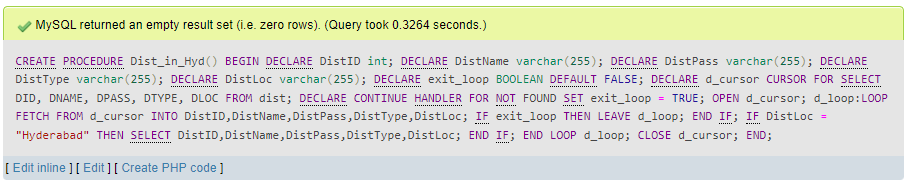 MySQL returned an empty result set (i.e. zero rows). (Query took 0.3264 seconds.)
CREATE PROCEDURE Dist_in_Hyd() BEGIN DECLARE DistID int; DECLARE DistName varchar(255); DECLARE DistPass varchar(255); DECLARE
DistType varchar(255); DECLARE DistLoc varchar(255); DECLARE exit_loop BOOLEAN DEFAULT FALSE; DECLARE d_cursor CURSOR FOR SELECT
DID, DNAME, DPASS, DTYPE, DLOC FROM dist; DECLARE CONTINUE HANDLER FOR NOT FOUND SET exit_loop = TRUE; OPEN d_cursor; d_loop:LOOP
FETCH FROM d_cursor INTO DistID,DistName,DistPass,DistType,DistLoc; IF exit_loop THEN LEAVE d_loop; END IF; IF DistLoc =
"Hyderabad" THEN SELECT DistID,DistName,DistPass,DistType,DistLoc; END IF; END LOOP d_loop; CLOSE d_cursor; END;
[ Edit inline ] [ Edit ] [ Create PHP code ]